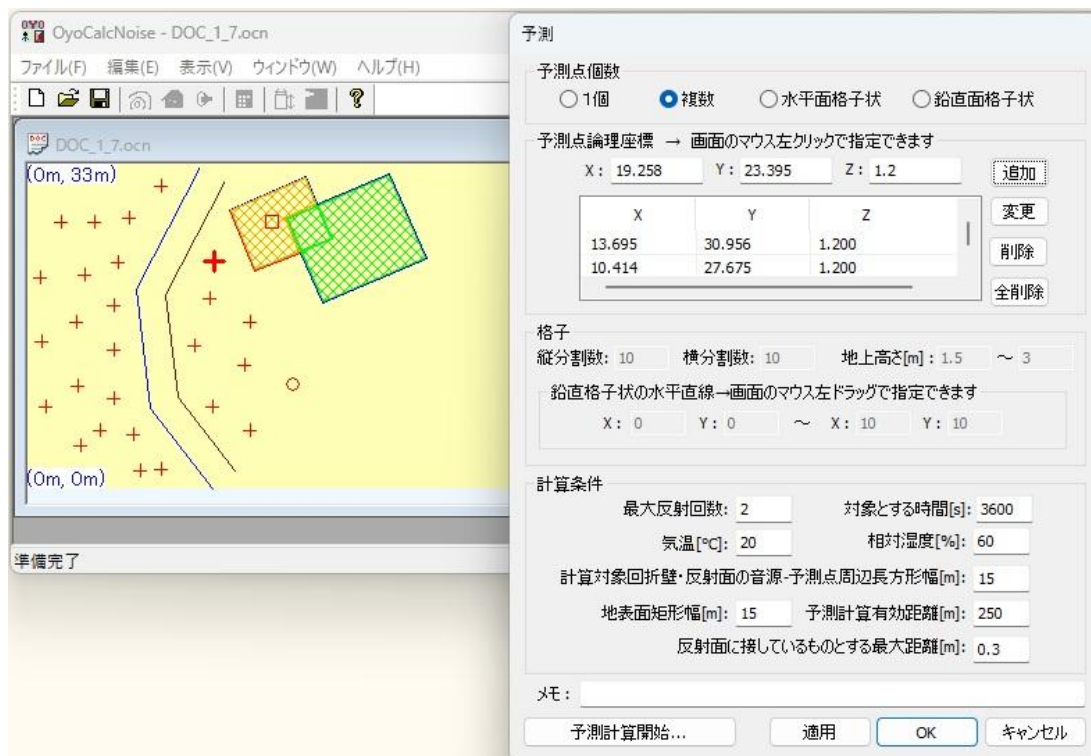 OYO
OyoCalcNoise - DOC_1_7.ocn
ファイル(F) 編集(E) 表示(V) ウィンドウ(W) ヘルプ(H)
DOC_1_7.ocn
(0m, 33m)
(0m, 0m)
準備完了
予測
予測点個数
1個 複数 水平面格子状 鉛直面格子状
予測点論理座標 → 画面のマウス左クリックで指定できます
X: 19.258 Y: 23.395 Z: 1.2 追加
X Y Z 変更
13.695 30.956 1.200 削除
10.414 27.675 1.200
全削除
格子
縦分割数: 10 横分割数: 10 地上高さ[m]: 1.5 ～ 3
鉛直格子状の水平直線→画面のマウス左ドラッグで指定できます
X: 0 Y: 0 ～ X: 10 Y: 10
計算条件
最大反射回数: 2 対象とする時間[s]: 3600
気温[℃]: 20 相対湿度[%]: 60
計算対象回折壁・反射面の音源-予測点周辺長方形幅[m]: 15
地表面矩形幅[m]: 15 予測計算有効距離[m]: 250
反射面に接しているものとする最大距離[m]: 0.3
メモ:
予測計算開始... 適用 OK キャンセル